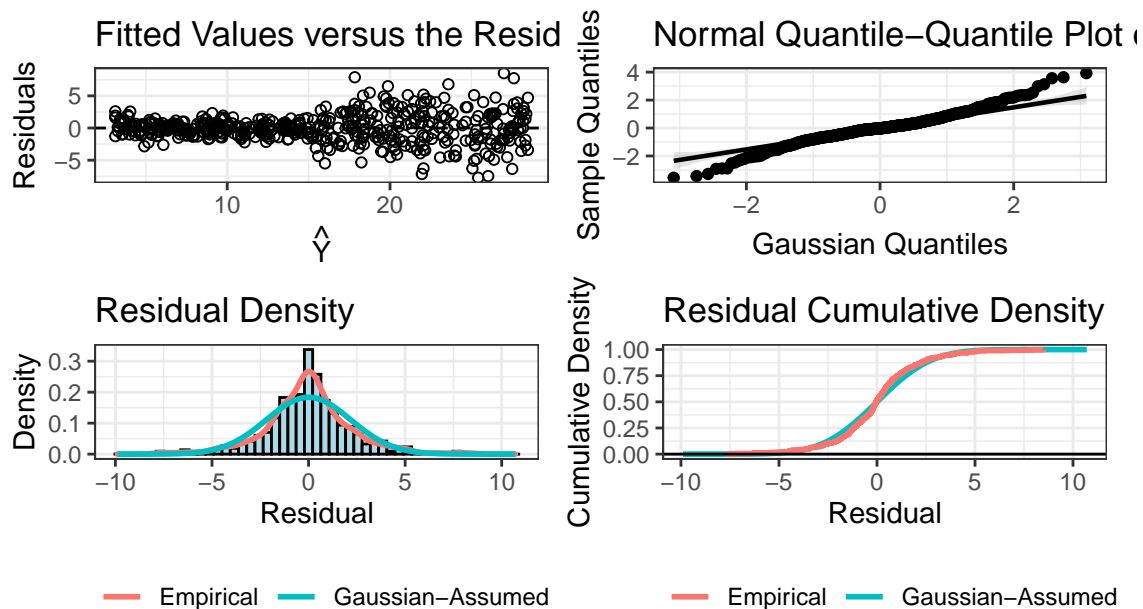 Fitted Values versus the Resid
Residuals
5
0
−5
10
20
Ŷ
Normal Quantile−Quantile Plot
Sample Quantiles
4
2
0
−2
−2
0
2
Gaussian Quantiles
Residual Density
Density
0.3
0.2
0.1
0.0
−10
−5
0
5
10
Residual
Empirical
Gaussian−Assumed
Residual Cumulative Density
Cumulative Density
1.00
0.75
0.50
0.25
0.00
−10
−5
0
5
10
Residual
Empirical
Gaussian−Assumed